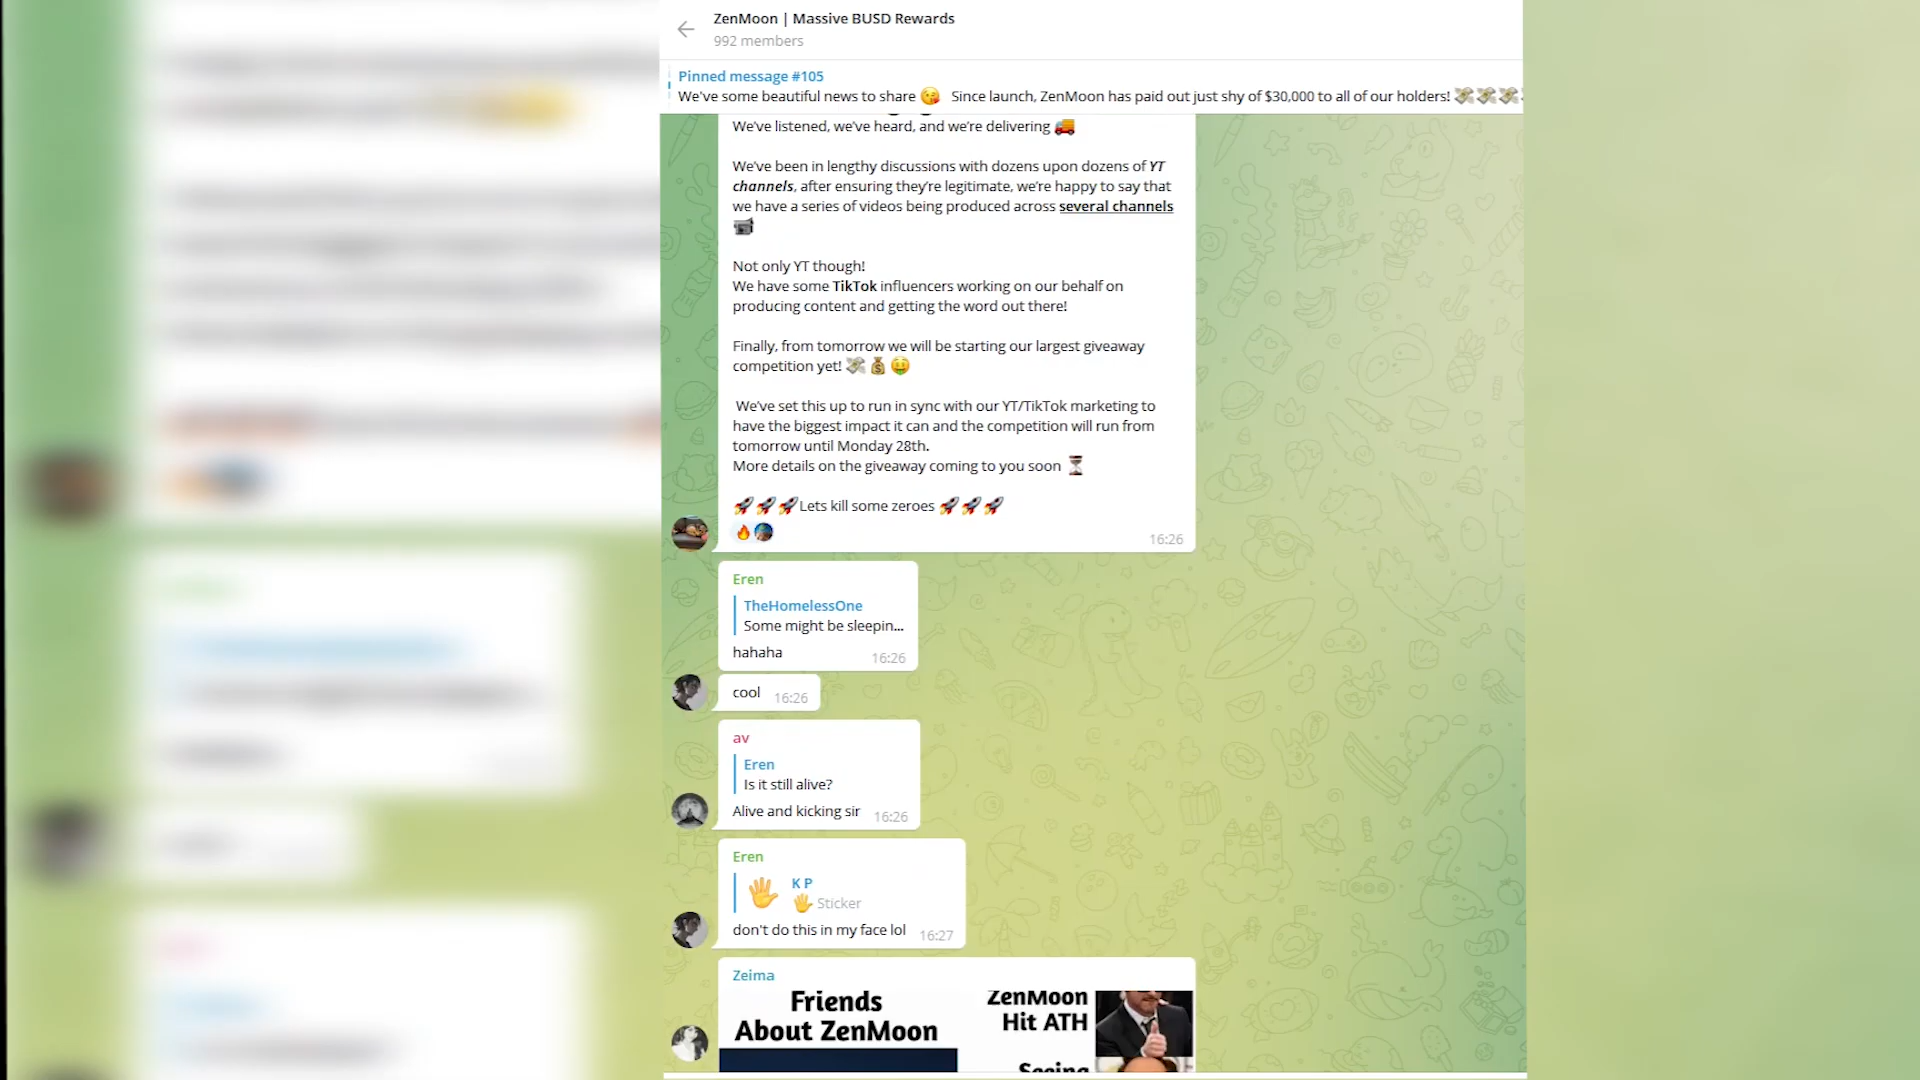 ZenMoon | Massive BUSD Rewards
992 members
Pinned message #105
We've some beautiful news to share 😘 Since launch, ZenMoon has paid out just shy of $30,000 to all of our holders! 💸💸💸
We've listened, we've heard, and we're delivering 🚚
We've been in lengthy discussions with dozens upon dozens of YT
channels, after ensuring they're legitimate, we're happy to say that
we have a series of videos being produced across several channels
Not only YT though!
We have some TikTok influencers working on our behalf on
producing content and getting the word out there!
Finally, from tomorrow we will be starting our largest giveaway
competition yet! 💸💰🤑
We've set this up to run in sync with our YT/TikTok marketing to
have the biggest impact it can and the competition will run from
tomorrow until Monday 28th.
More details on the giveaway coming to you soon ⏳
🚀🚀🚀Lets kill some zeroes 🚀🚀🚀
🔥
16:26
Eren
TheHomelessOne
Some might be sleepin...
hahaha 16:26
cool 16:26
av
Eren
Is it still alive?
Alive and kicking sir 16:26
Eren
K P
🖐 Sticker
don't do this in my face lol 16:27
Zeima
Friends
About ZenMoon
ZenMoon
Hit ATH
Seeing